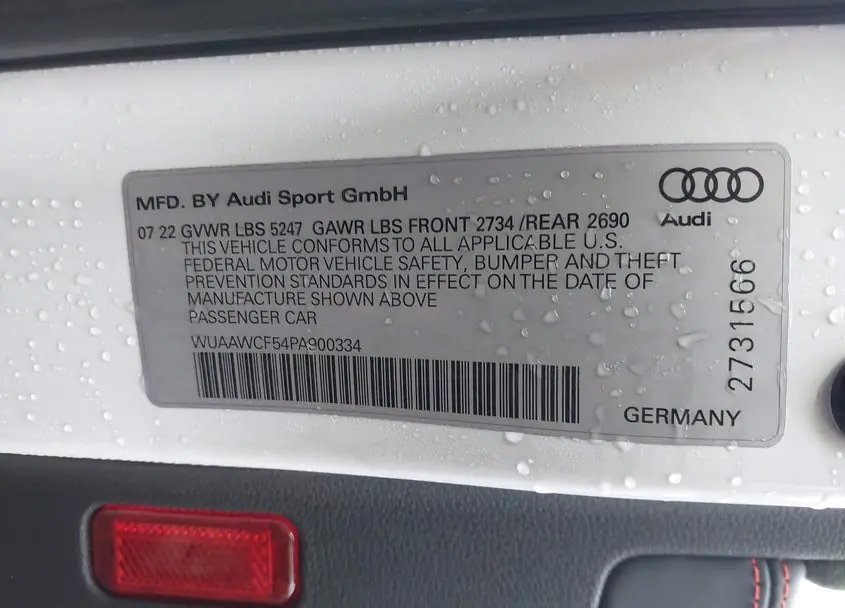 MFD. BY Audi Sport GmbH
Audi
07 22 GVWR LBS 5247 GAWR LBS FRONT 2734 /REAR 2690
THIS VEHICLE CONFORMS TO ALL APPLICABLE U.S.
FEDERAL MOTOR VEHICLE SAFETY, BUMPER AND THEFT
PREVENTION STANDARDS IN EFFECT ON THE DATE OF
MANUFACTURE SHOWN ABOVE
PASSENGER CAR
WUAAWCF54PA900334
2731566
GERMANY